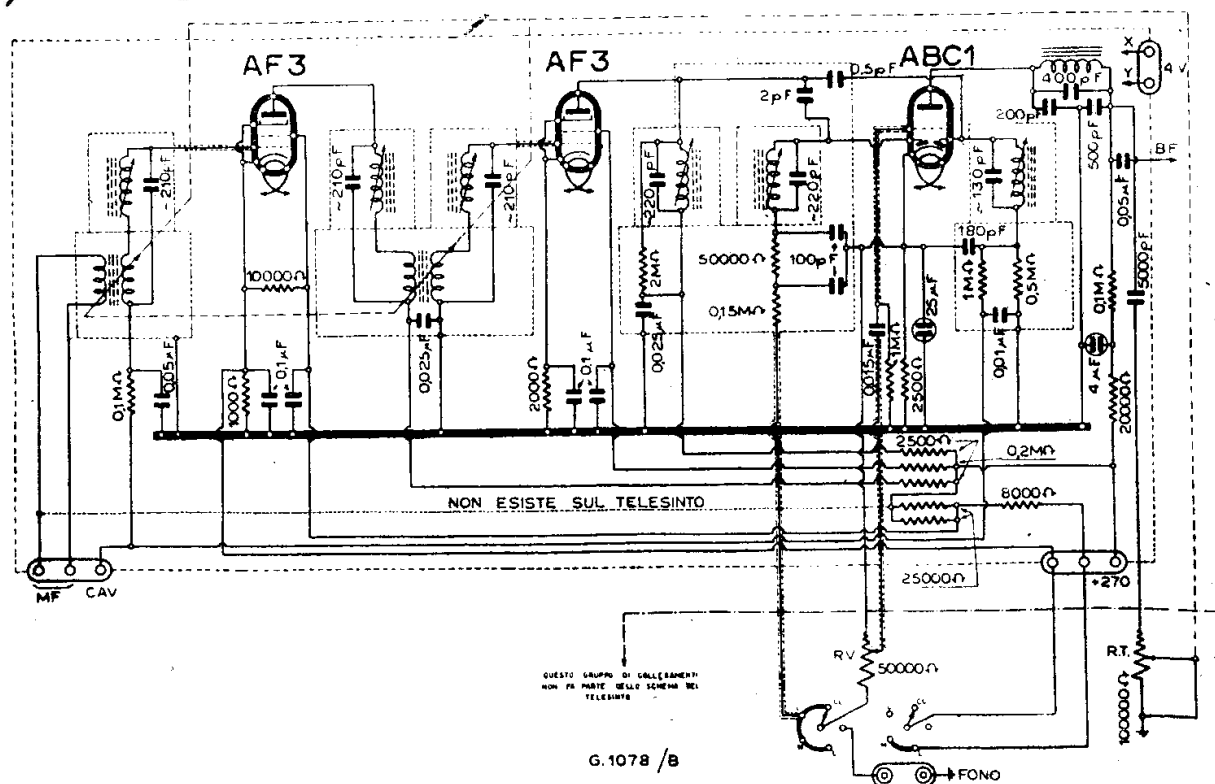 AF3
AF3
ABC1
0,5pF
2pF
400pF
X
Y
4V
200pF
500pF
BF
210pF
~210pF
~210pF
~220pF
~220pF
~130pF
0,05µF
5000pF
10000Ω
2MΩ
50000Ω
100pF
180pF
1MΩ
0,5MΩ
0,1MΩ
25µF
0,15MΩ
0,05µF
0,1µF
0,025µF
0,1µF
0,025µF
0,015µF
1MΩ
2500Ω
0,01µF
4µF
0,1MΩ
1000Ω
2000Ω
20000Ω
2500Ω
0,2MΩ
NON ESISTE SUL TELESINTO
8000Ω
MF
CAV
25000Ω
+270
RV
50000Ω
R.T.
100000Ω
QUESTO GRUPPO DI COLLEGAMENTI
NON FA PARTE DELLO SCHEMA DEL
TELESINTO
G.1078/B
FONO